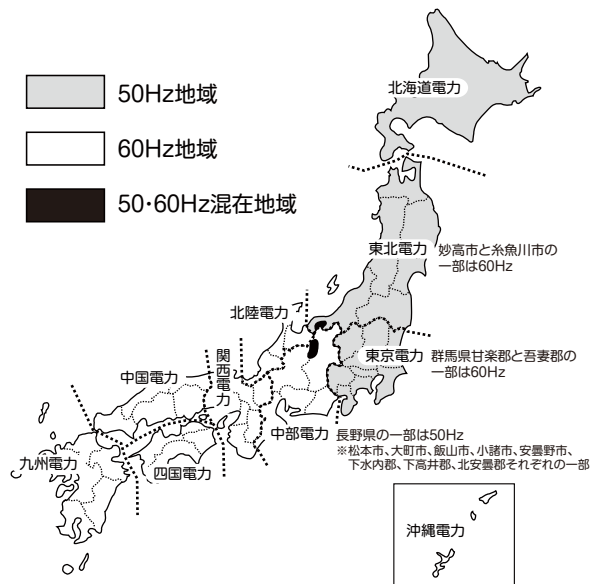 50Hz地域
60Hz地域
50・60Hz混在地域
北海道電力
東北電力
妙高市と糸魚川市の
一部は60Hz
北陸電力
東京電力
群馬県甘楽郡と吾妻郡の
一部は60Hz
関西電力
中国電力
中部電力
長野県の一部は50Hz
※松本市、大町市、飯山市、小諸市、安曇野市、
下水内郡、下高井郡、北安曇郡それぞれの一部
九州電力
四国電力
沖縄電力